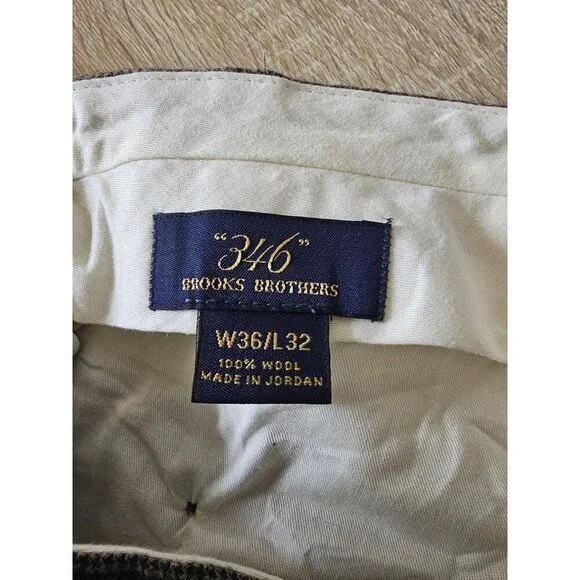 "346"
BROOKS BROTHERS
W36/L32
100% WOOL
MADE IN JORDAN